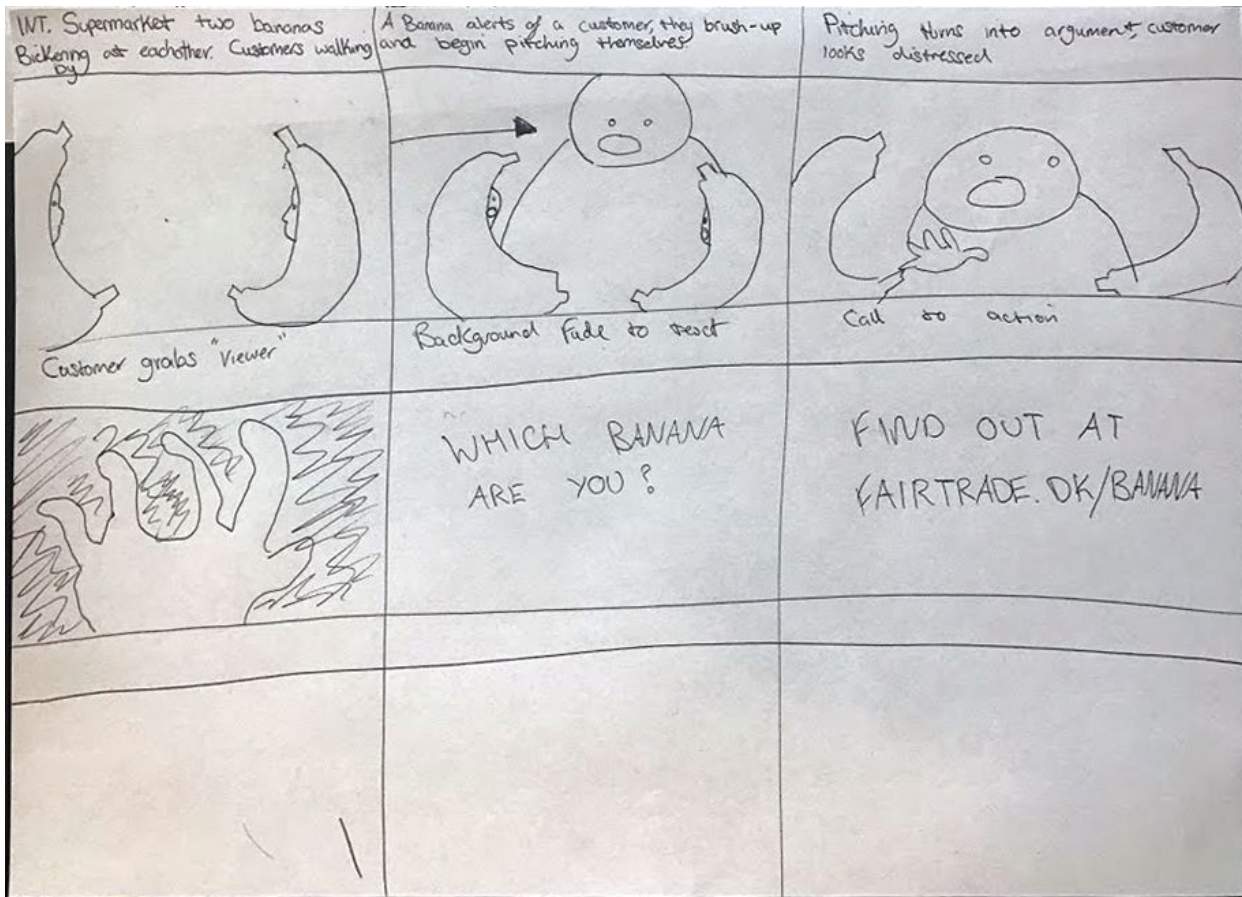 INT. Supermarket two bananas
Bickering at eachother. Customers walking
by
A Banana alerts of a customer, they brush-up
and begin pitching themselves
Pitching turns into argument, customer
looks distressed
Customer grabs "Viewer"
Background Fade to
Call to action
WHICH BANANA
ARE YOU?
FIND OUT AT
FAIRTRADE.DK/BANANA